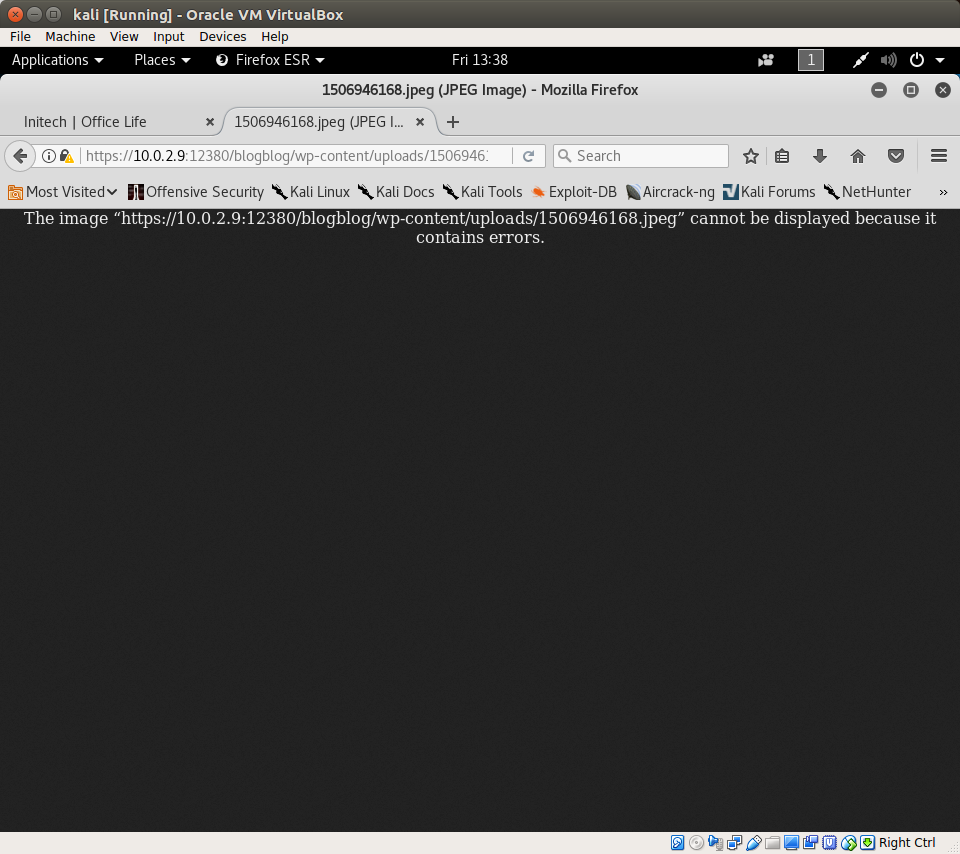 kali [Running] - Oracle VM VirtualBox
File Machine View Input Devices Help
Applications Places Firefox ESR Fri 13:38 1
1506946168.jpeg (JPEG Image) - Mozilla Firefox
Initech | Office Life 1506946168.jpeg (JPEG I...
https://10.0.2.9:12380/blogblog/wp-content/uploads/1506946: Search
Most Visited Offensive Security Kali Linux Kali Docs Kali Tools Exploit-DB Aircrack-ng Kali Forums NetHunter
The image “https://10.0.2.9:12380/blogblog/wp-content/uploads/1506946168.jpeg” cannot be displayed because it
contains errors.
Right Ctrl